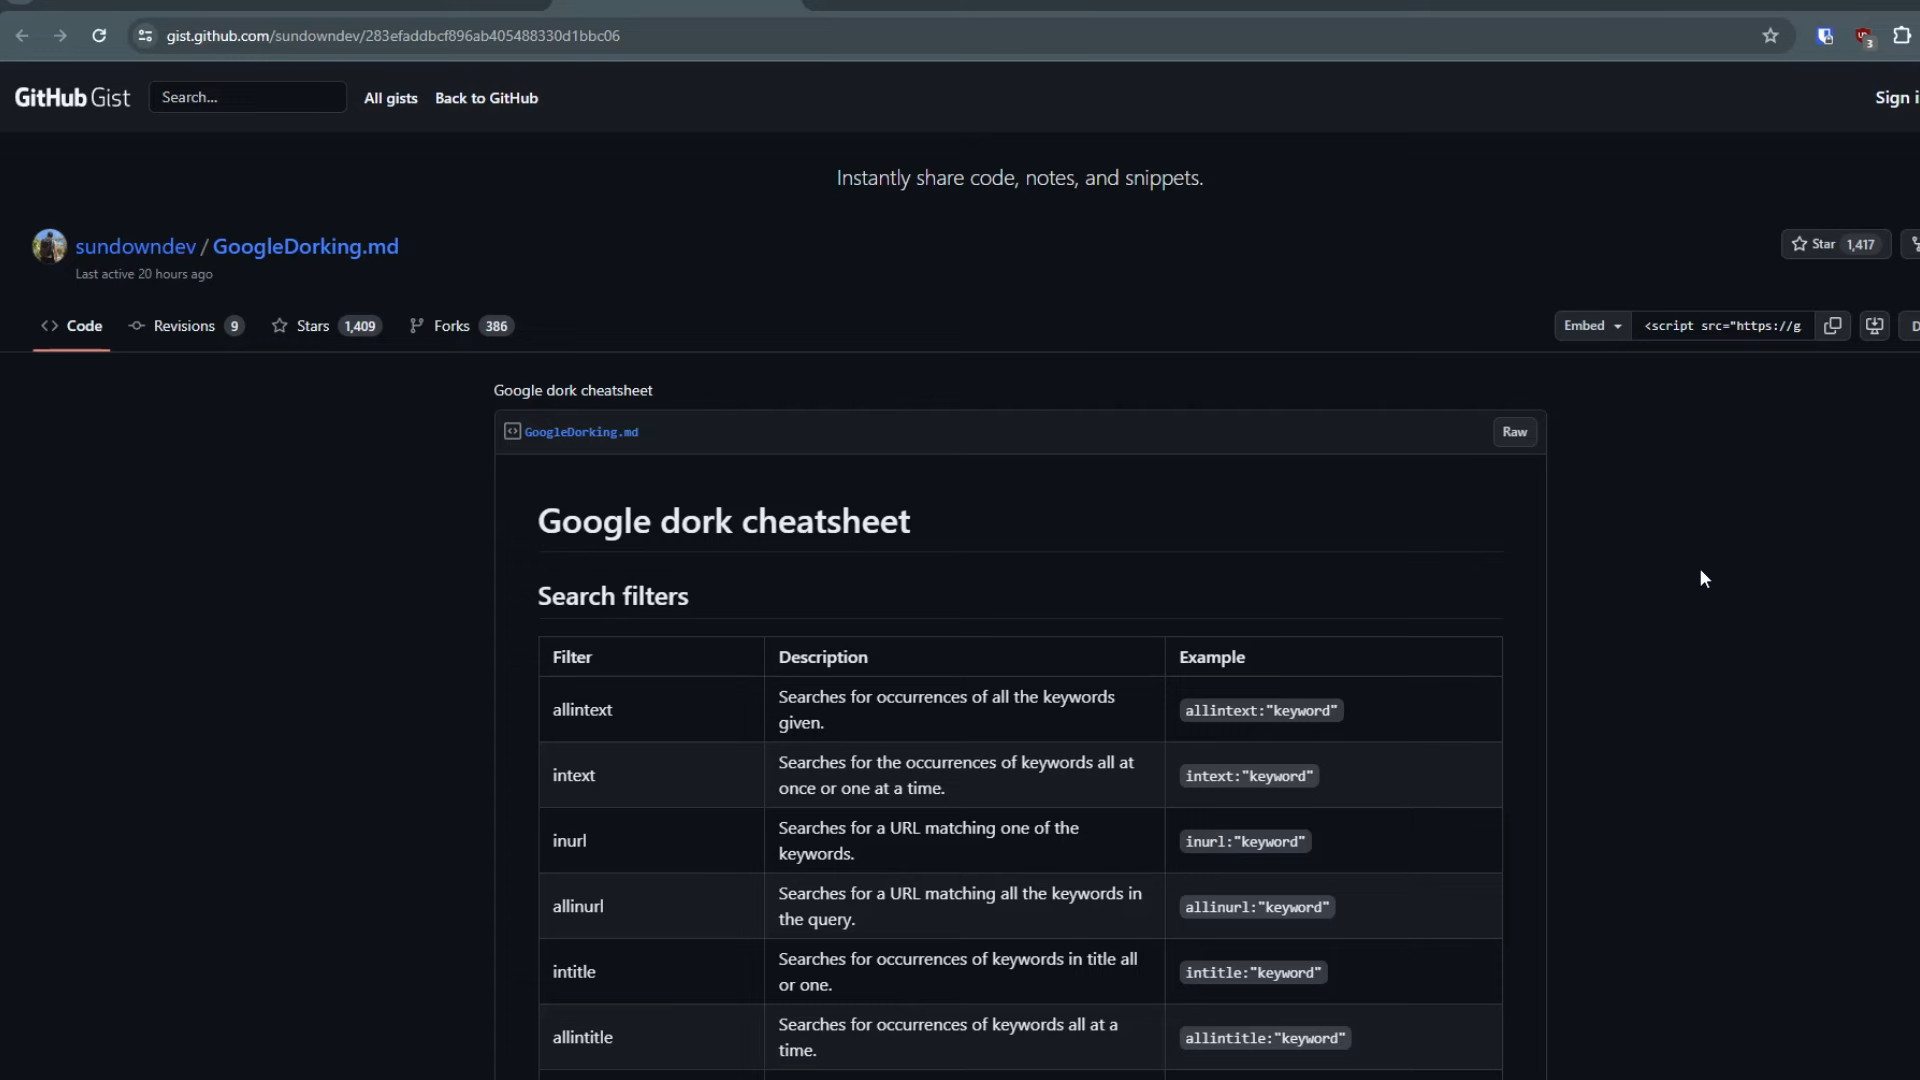 gist.github.com/sundowndev/283efaddbcf896ab405488330d1bbc06
3
GitHub Gist
Search...
All gists
Back to GitHub
Sign i
Instantly share code, notes, and snippets.
sundowndev / GoogleDorking.md
Last active 20 hours ago
Star 1,417
Code
Revisions 9
Stars 1,409
Forks 386
Embed
<script src="https://g
D
Google dork cheatsheet
GoogleDorking.md
Raw
Google dork cheatsheet
Search filters
Filter Description Example
allintext
Searches for occurrences of all the keywords
given.
allintext:"keyword"
intext
Searches for the occurrences of keywords all at
once or one at a time.
intext:"keyword"
inurl
Searches for a URL matching one of the
keywords.
inurl:"keyword"
allinurl
Searches for a URL matching all the keywords in
the query.
allinurl:"keyword"
intitle
Searches for occurrences of keywords in title all
or one.
intitle:"keyword"
allintitle
Searches for occurrences of keywords all at a
time.
allintitle:"keyword"